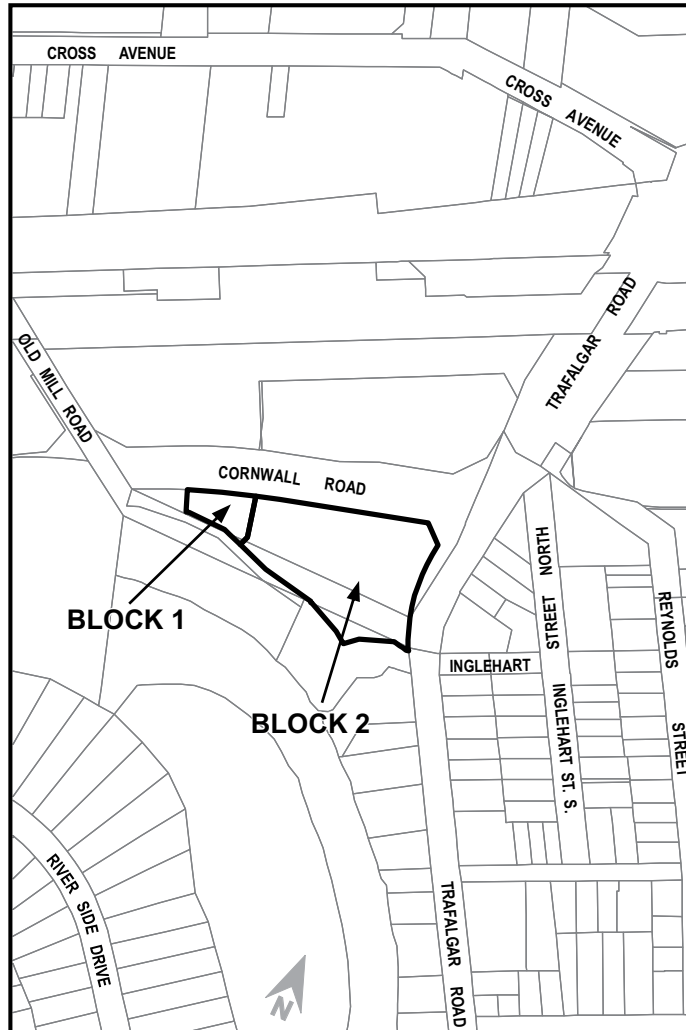 CROSS AVENUE
CROSS AVENUE
TRAFALGAR ROAD
OLD MILL ROAD
CORNWALL ROAD
BLOCK 1
BLOCK 2
STREET NORTH
REYNOLDS STREET
INGLEHART
INGLEHART ST. S.
RIVER SIDE DRIVE
TRAFALGAR ROAD
N